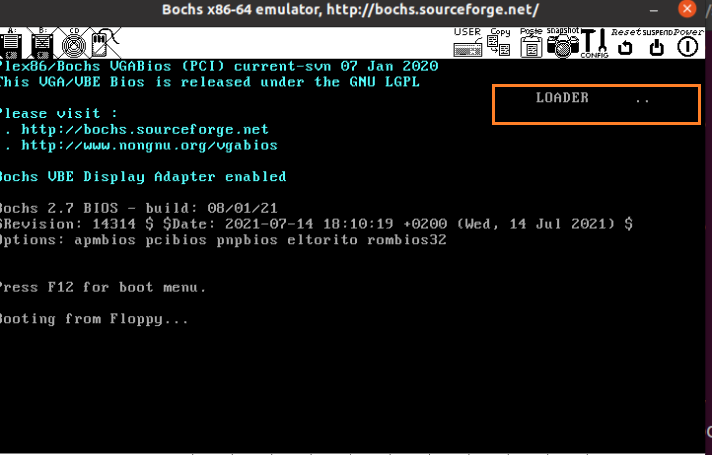 Bochs x86-64 emulator, http://bochs.sourceforge.net/
A: B: CD USER Copy Paste snapshot CONFIG Reset SUSPEND Power
Plex86/Bochs VGABios (PCI) current-svn 07 Jan 2020
This VGA/VBE Bios is released under the GNU LGPL
LOADER ..
Please visit :
. http://bochs.sourceforge.net
. http://www.nongnu.org/vgabios
Bochs VBE Display Adapter enabled
Bochs 2.7 BIOS - build: 08/01/21
$Revision: 14314 $ $Date: 2021-07-14 18:10:19 +0200 (Wed, 14 Jul 2021) $
Options: apmbios pcibios pnpbios eltorito rombios32
Press F12 for boot menu.
Booting from Floppy...